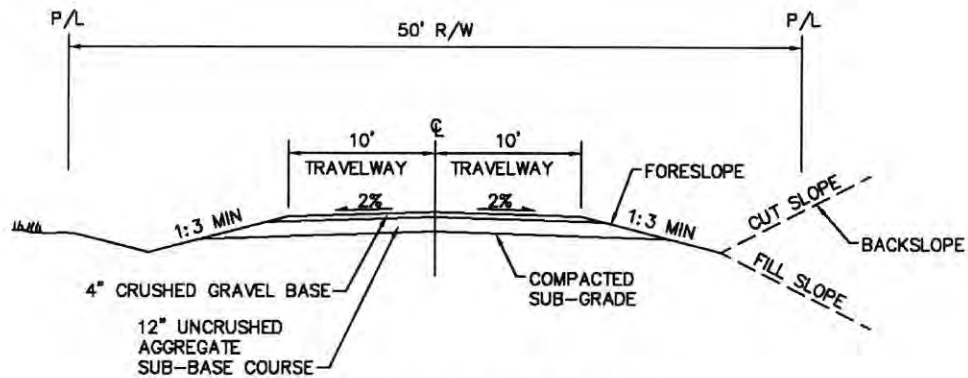 P/L
P/L
50' R/W
10'
℄
10'
TRAVELWAY
TRAVELWAY
FORESLOPE
2%
2%
1:3 MIN
1:3 MIN
CUT SLOPE
BACKSLOPE
FILL SLOPE
4" CRUSHED GRAVEL BASE
COMPACTED
SUB-GRADE
12" UNCRUSHED
AGGREGATE
SUB-BASE COURSE